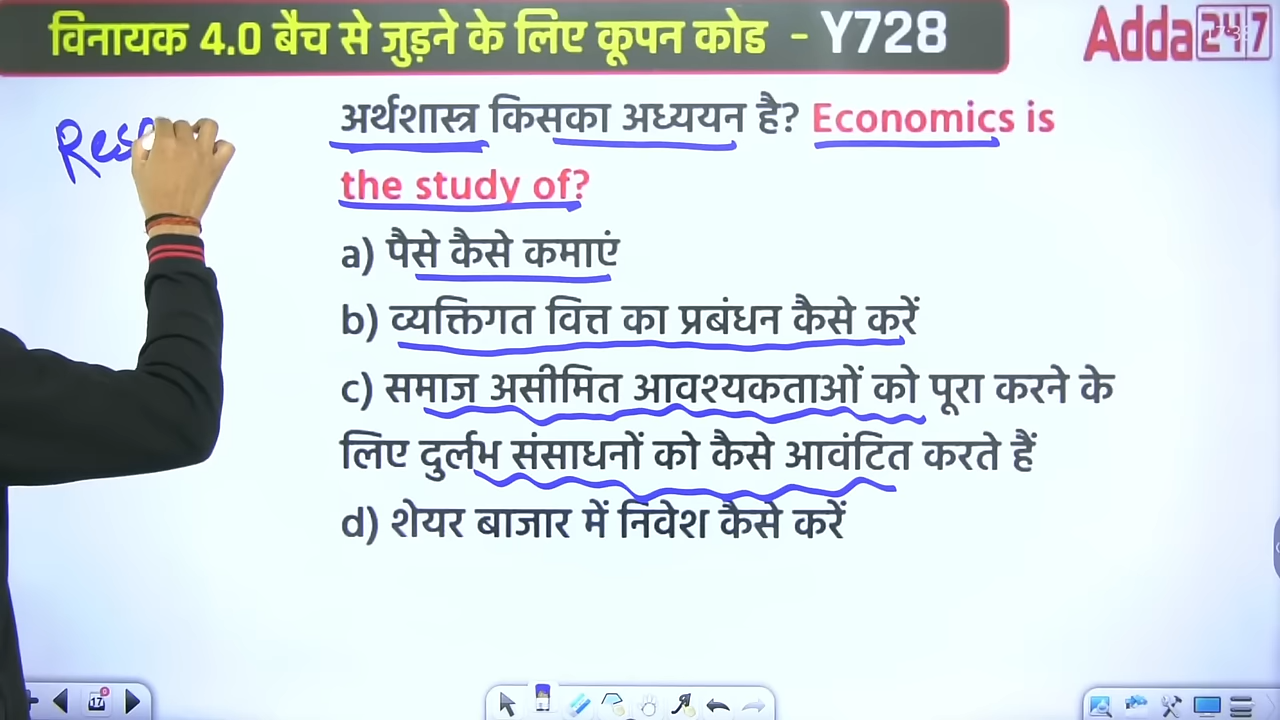 विनायक 4.0 बैच से जुड़ने के लिए कूपन कोड - Y728
Adda247
अर्थशास्त्र किसका अध्ययन है? Economics is
the study of?
a) पैसे कैसे कमाएं
b) व्यक्तिगत वित्त का प्रबंधन कैसे करें
c) समाज असीमित आवश्यकताओं को पूरा करने के
लिए दुर्लभ संसाधनों को कैसे आवंटित करते हैं
d) शेयर बाजार में निवेश कैसे करें
17